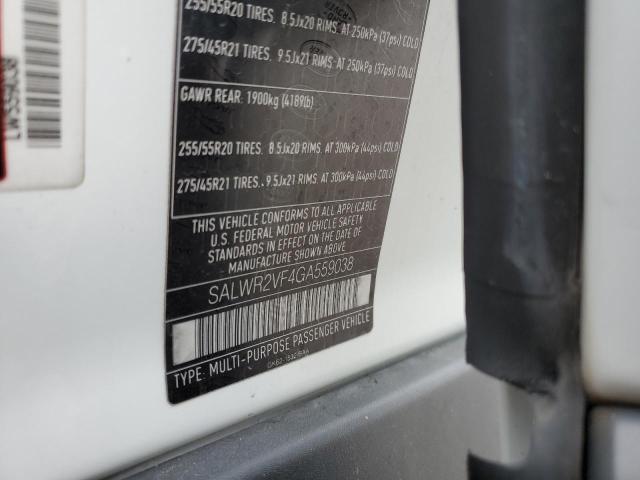 255/55R20 TIRES. 8.5Jx20 RIMS. AT 250kPa (37psi) COLD
275/45R21 TIRES. 9.5Jx21 RIMS. AT 250kPa (37psi) COLD
GAWR REAR: 1900kg (4189lb)
255/55R20 TIRES. 8.5Jx20 RIMS. AT 300kPa (44psi) COLD
275/45R21 TIRES. 9.5Jx21 RIMS. AT 300kPa (44psi) COLD
THIS VEHICLE CONFORMS TO ALL APPLICABLE
U.S. FEDERAL MOTOR VEHICLE SAFETY
STANDARDS IN EFFECT ON THE DATE OF
MANUFACTURE SHOWN ABOVE.
SALWR2VF4GA559038
TYPE: MULTI-PURPOSE PASSENGER VEHICLE